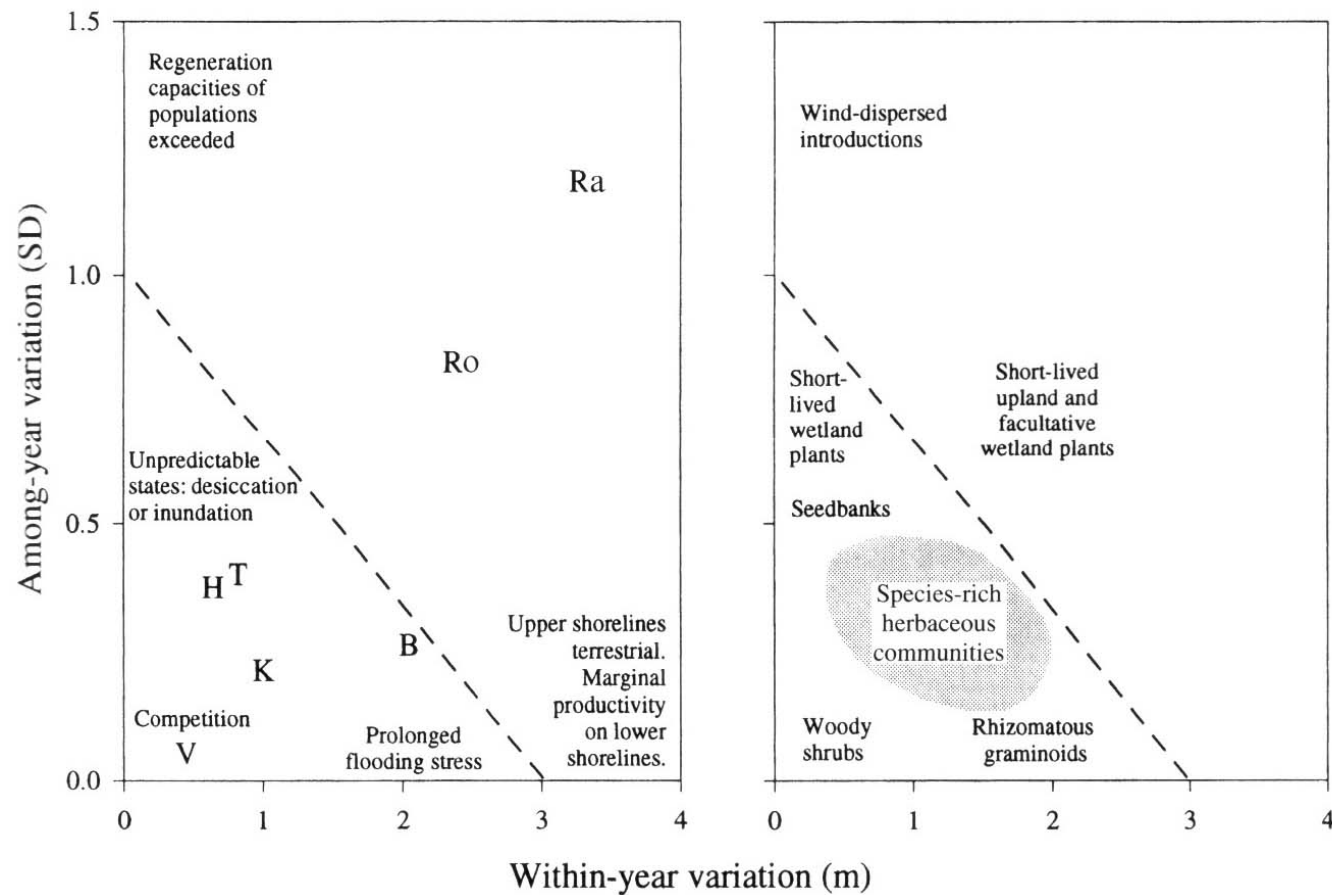 Among-year variation (SD)
1.5
1.0
0.5
0.0
Regeneration
capacities of
populations
exceeded
Ra
Ro
Unpredictable
states: desiccation
or inundation
H
T
K
B
Competition
V
Prolonged
flooding stress
Upper shorelines
terrestrial.
Marginal
productivity
on lower
shorelines.
0 1 2 3 4
Wind-dispersed
introductions
Short-
lived
wetland
plants
Short-lived
upland and
facultative
wetland plants
Seedbanks
Species-rich
herbaceous
communities
Woody
shrubs
Rhizomatous
graminoids
0 1 2 3 4
Within-year variation (m)